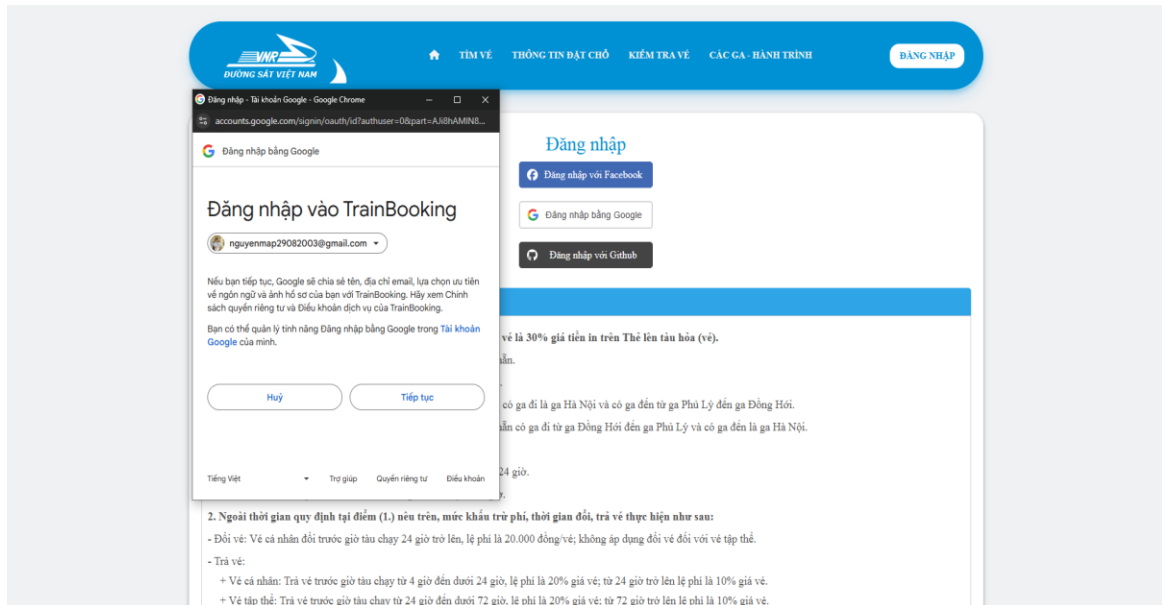 VNR
ĐƯỜNG SẮT VIỆT NAM
TÌM VÉ THÔNG TIN ĐẶT CHỖ KIỂM TRA VÉ CÁC GA - HÀNH TRÌNH
ĐĂNG NHẬP
Đăng nhập - Tài khoản Google - Google Chrome
accounts.google.com/signin/oauth/id?authuser=0&part=AJi8hAMIN8...
Đăng nhập bằng Google
Đăng nhập vào TrainBooking
nguyenmap29082003@gmail.com
Nếu bạn tiếp tục, Google sẽ chia sẻ tên, địa chỉ email, lựa chọn ưu tiên
về ngôn ngữ và ảnh hồ sơ của bạn với TrainBooking. Hãy xem Chính
sách quyền riêng tư và Điều khoản dịch vụ của TrainBooking.
Bạn có thể quản lý tính năng Đăng nhập bằng Google trong Tài khoản
Google của mình.
Huỷ Tiếp tục
Tiếng Việt Trợ giúp Quyền riêng tư Điều khoản
Đăng nhập
Đăng nhập với Facebook
Đăng nhập bằng Google
Đăng nhập với Github
vé là 30% giá tiền in trên Thẻ lên tàu hỏa (vé).
có ga đi là ga Hà Nội và có ga đến từ ga Phủ Lý đến ga Đồng Hới.
có ga đi từ ga Đồng Hới đến ga Phủ Lý và có ga đến là ga Hà Nội.
24 giờ.
2. Ngoài thời gian quy định tại điểm (1.) nêu trên, mức khấu trừ phí, thời gian đổi, trả vé thực hiện như sau:
- Đổi vé: Vé cá nhân đổi trước giờ tàu chạy 24 giờ trở lên, lệ phí là 20.000 đồng/vé; không áp dụng đổi vé đối với vé tập thể.
- Trả vé:
+ Vé cá nhân: Trả vé trước giờ tàu chạy từ 4 giờ đến dưới 24 giờ, lệ phí là 20% giá vé; từ 24 giờ trở lên lệ phí là 10% giá vé.
+ Vé tập thể: Trả vé trước giờ tàu chạy từ 24 giờ đến dưới 72 giờ, lệ phí là 20% giá vé; từ 72 giờ trở lên lệ phí là 10% giá vé.